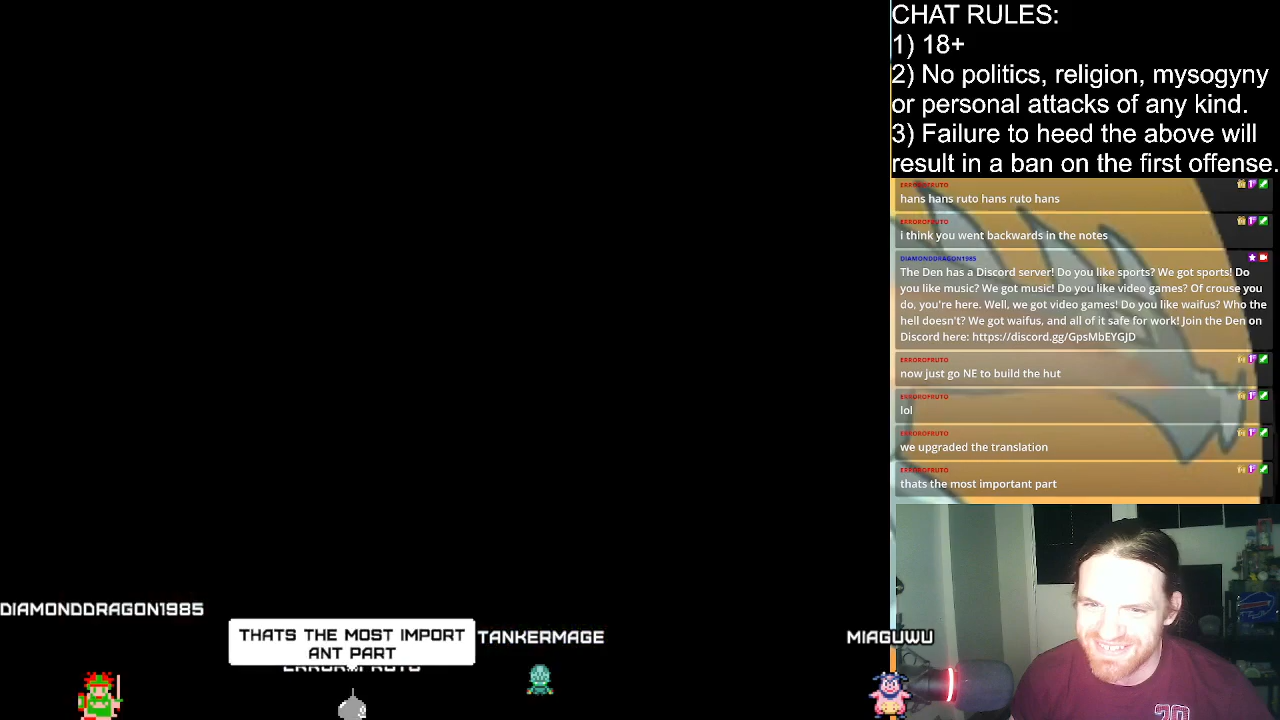 CHAT RULES:
1) 18+
2) No politics, religion, mysogyny
or personal attacks of any kind.
3) Failure to heed the above will
result in a ban on the first offense.
ERROROFRUTO
hans hans ruto hans ruto hans
ERROROFRUTO
i think you went backwards in the notes
DIAMONDDRAGON1985
The Den has a Discord server! Do you like sports? We got sports! Do
you like music? We got music! Do you like video games? Of crouse you
do, you're here. Well, we got video games! Do you like waifus? Who the
hell doesn't? We got waifus, and all of it safe for work! Join the Den on
Discord here: https://discord.gg/GpsMbEYGJD
ERROROFRUTO
now just go NE to build the hut
ERROROFRUTO
lol
ERROROFRUTO
we upgraded the translation
ERROROFRUTO
thats the most important part
DIAMONDDRAGON1985
THATS THE MOST IMPORT
ANT PART
TANKERMAGE
MIAGUWU